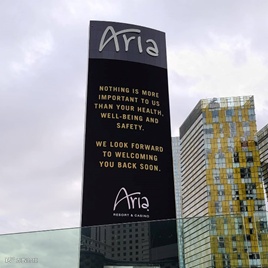 Aria
NOTHING IS MORE
IMPORTANT TO US
THAN YOUR HEALTH,
WELL-BEING AND
SAFETY.
WE LOOK FORWARD
TO WELCOMING
YOU BACK SOON.
Aria
RESORT & CASINO